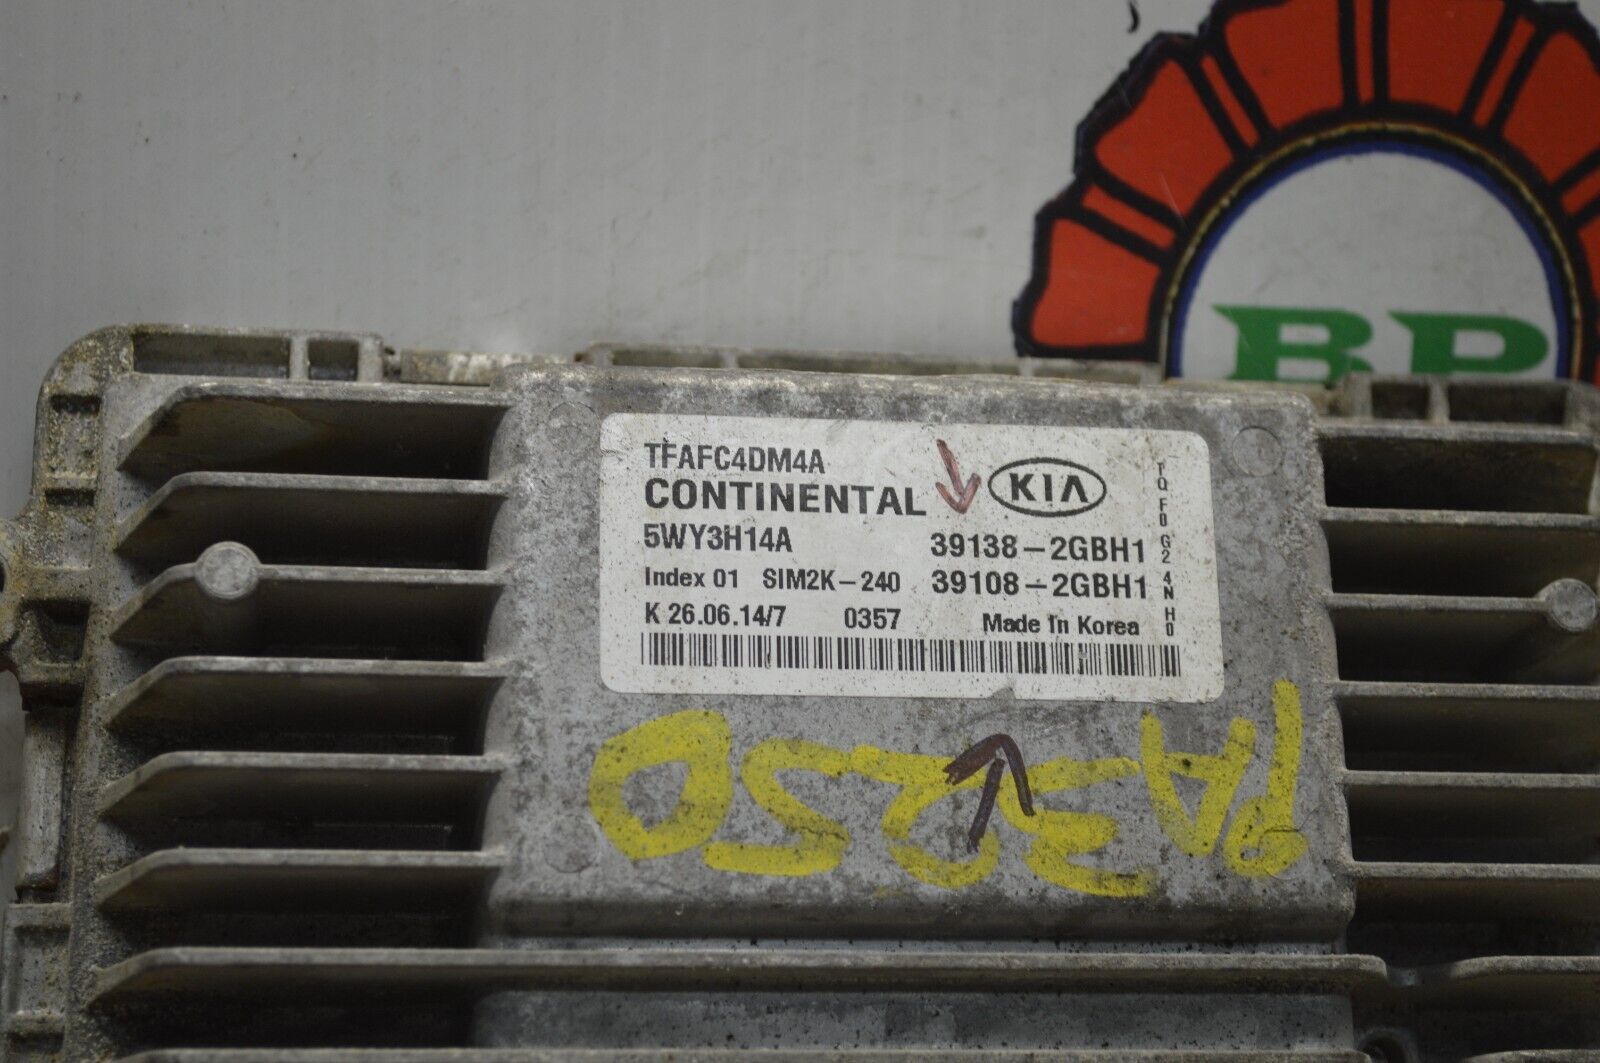 BP
TFAFC4DM4A
CONTINENTAL KIA
5WY3H14A 39138-2GBH1
Index 01 SIM2K-240 39108-2GBH1
K 26.06.14/7 0357 Made In Korea
TQ F0 G2 4N H0